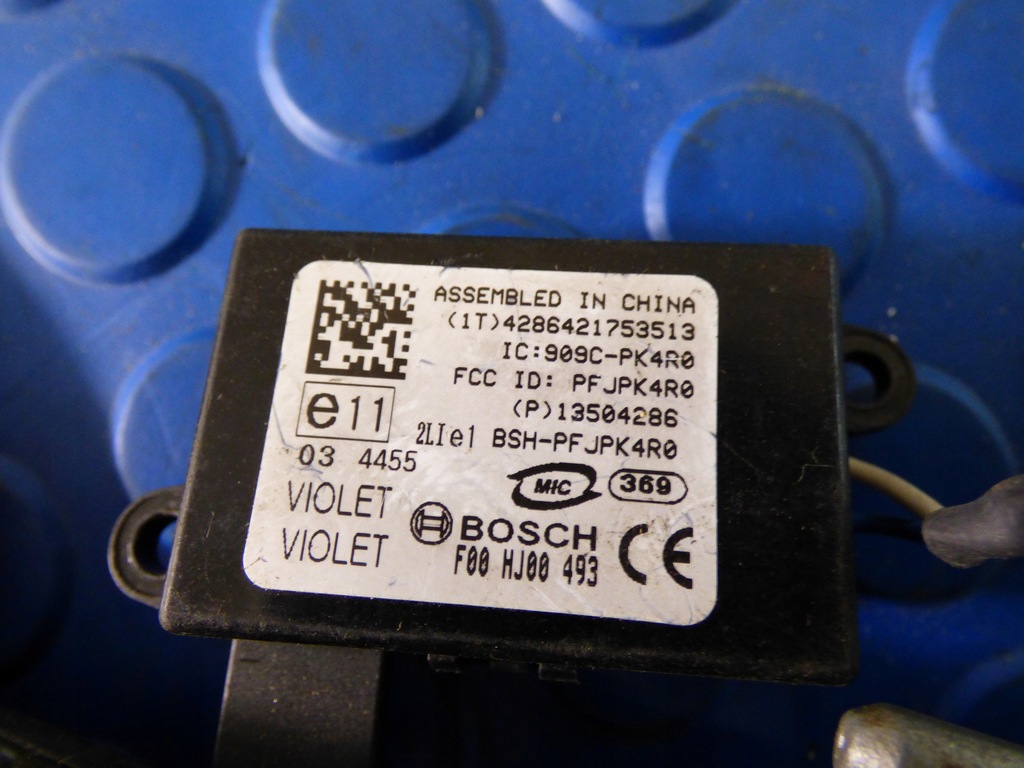 ASSEMBLED IN CHINA
(1T)4286421753513
IC:909C-PK4R0
FCC ID: PFJPK4R0
(P)13504286
e11
2LIe1 BSH-PFJPK4R0
03 4455
MIC 369
VIOLET
BOSCH CE
VIOLET
F00 HJ00 493